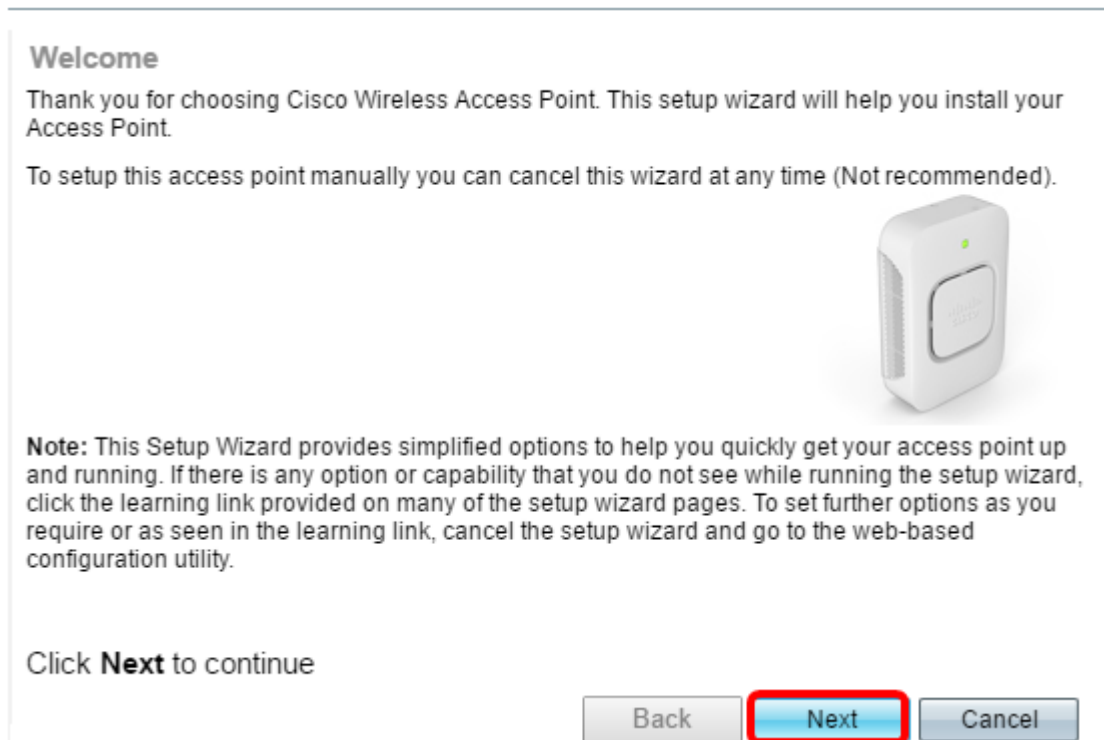 Welcome
Thank you for choosing Cisco Wireless Access Point. This setup wizard will help you install your
Access Point.
To setup this access point manually you can cancel this wizard at any time (Not recommended).
Note: This Setup Wizard provides simplified options to help you quickly get your access point up
and running. If there is any option or capability that you do not see while running the setup wizard,
click the learning link provided on many of the setup wizard pages. To set further options as you
require or as seen in the learning link, cancel the setup wizard and go to the web-based
configuration utility.
Click Next to continue
Back Next Cancel